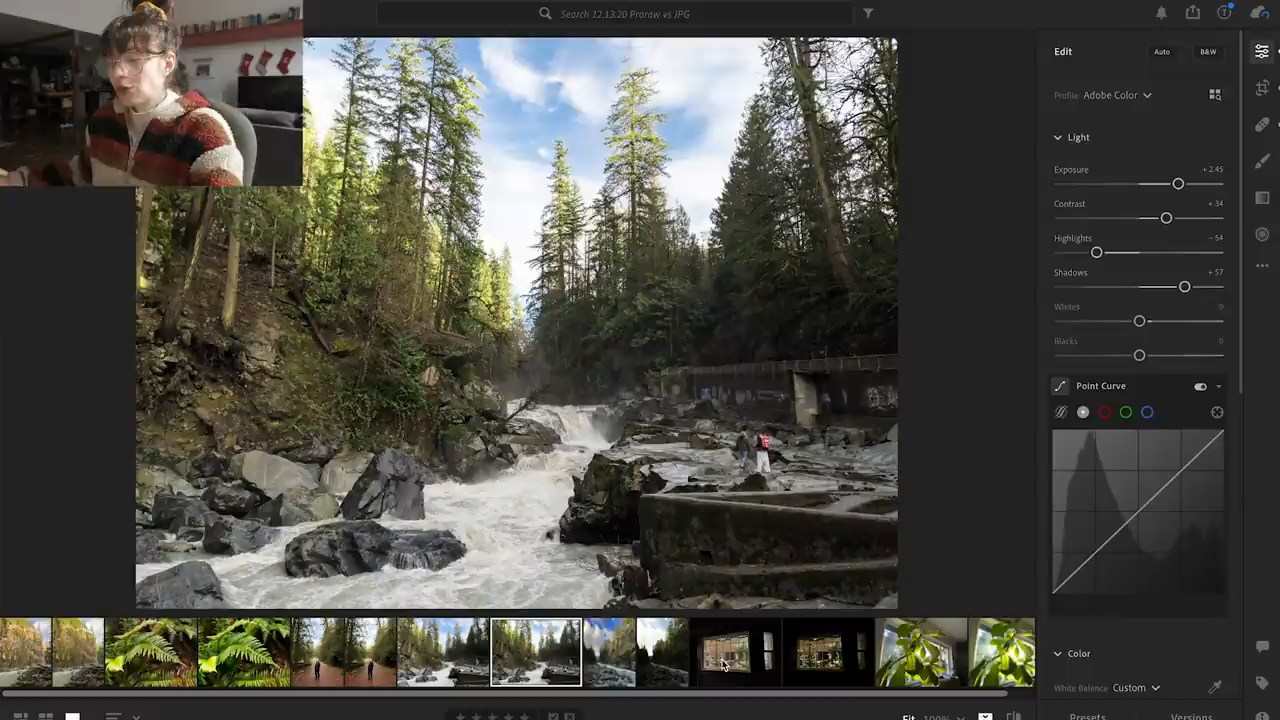 Search 12.13.20 Proraw vs JPG
Edit
Auto
B&W
Profile: Adobe Color
Light
Exposure
+ 2.45
Contrast
+ 34
Highlights
− 54
Shadows
+ 57
Whites
0
Blacks
0
Point Curve
Color
White Balance
Custom
Fit
100%
Presets
Versions